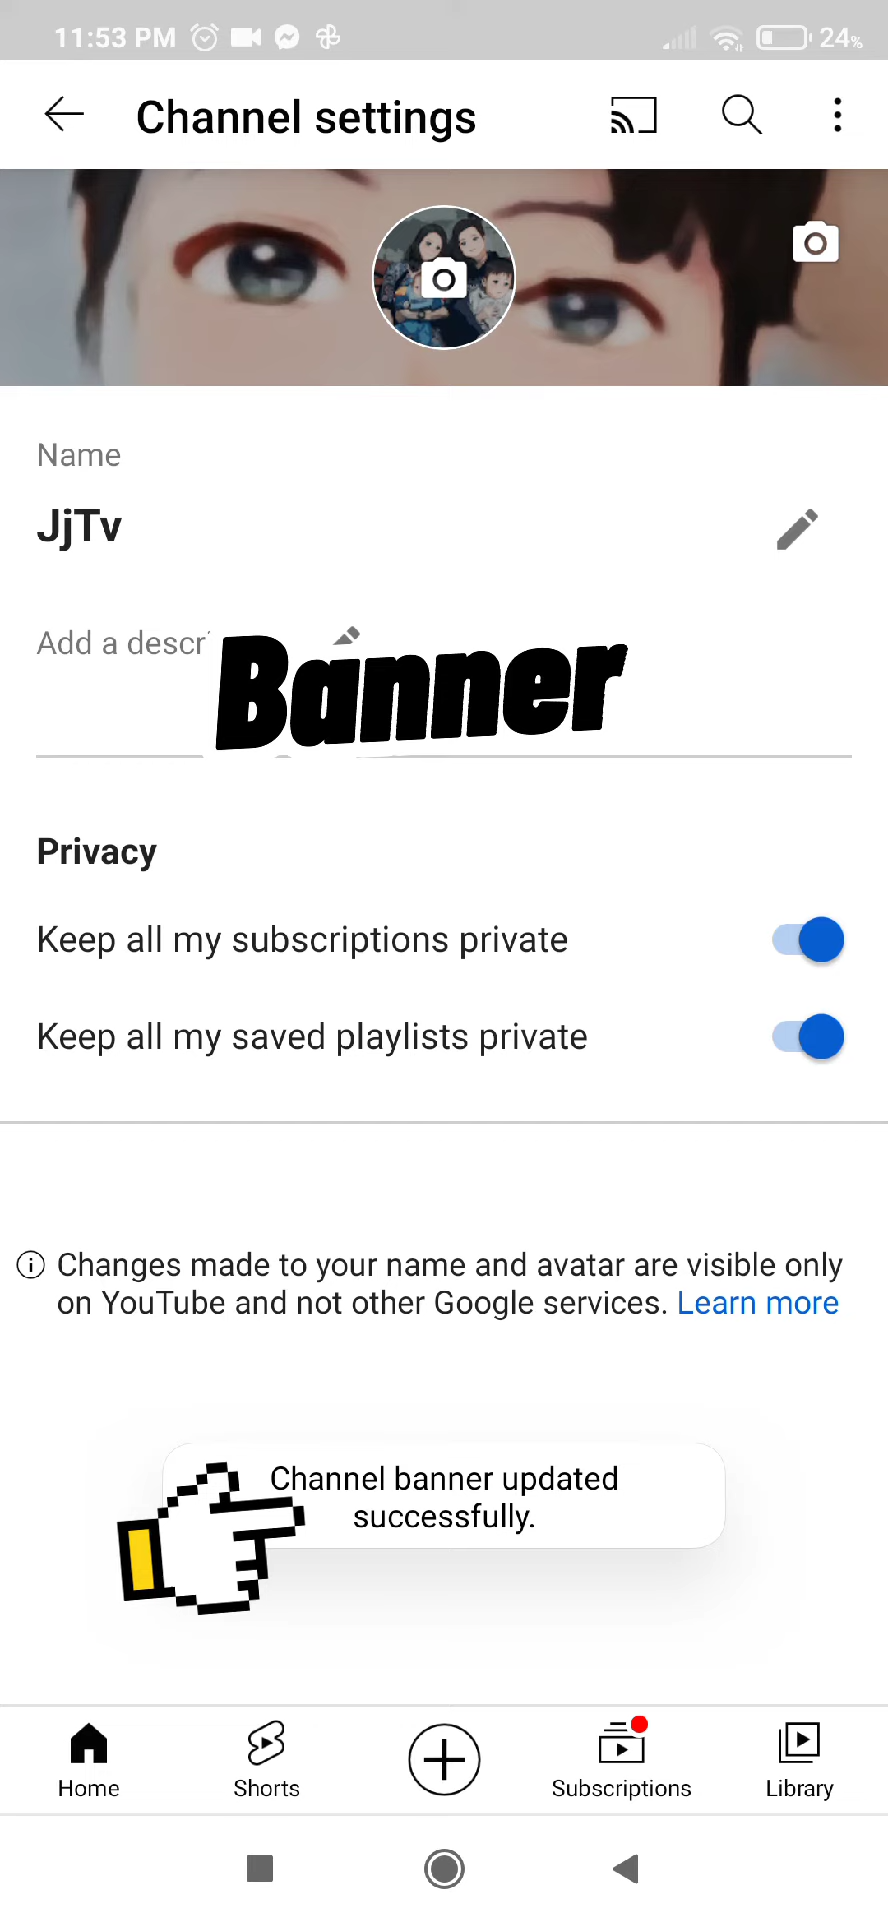 11:53 PM 24%
Channel settings
Name
JjTv
Add a descr
Banner
Privacy
Keep all my subscriptions private
Keep all my saved playlists private
Changes made to your name and avatar are visible only
on YouTube and not other Google services. Learn more
Channel banner updated
successfully.
Home Shorts Subscriptions Library